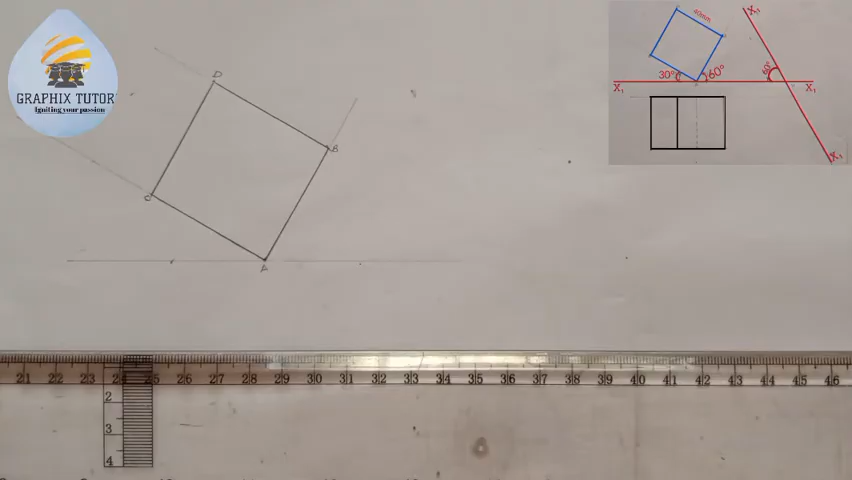 GRAPHIX TUTOR
Igniting your passion
D
B
C
A
40mm
30°
60°
60°
X₁
X₁
X₁
X₁
21 22 23 24 25 26 27 28 29 30 31 32 33 34 35 36 37 38 39 40 41 42 43 44 45 46
2
3
4